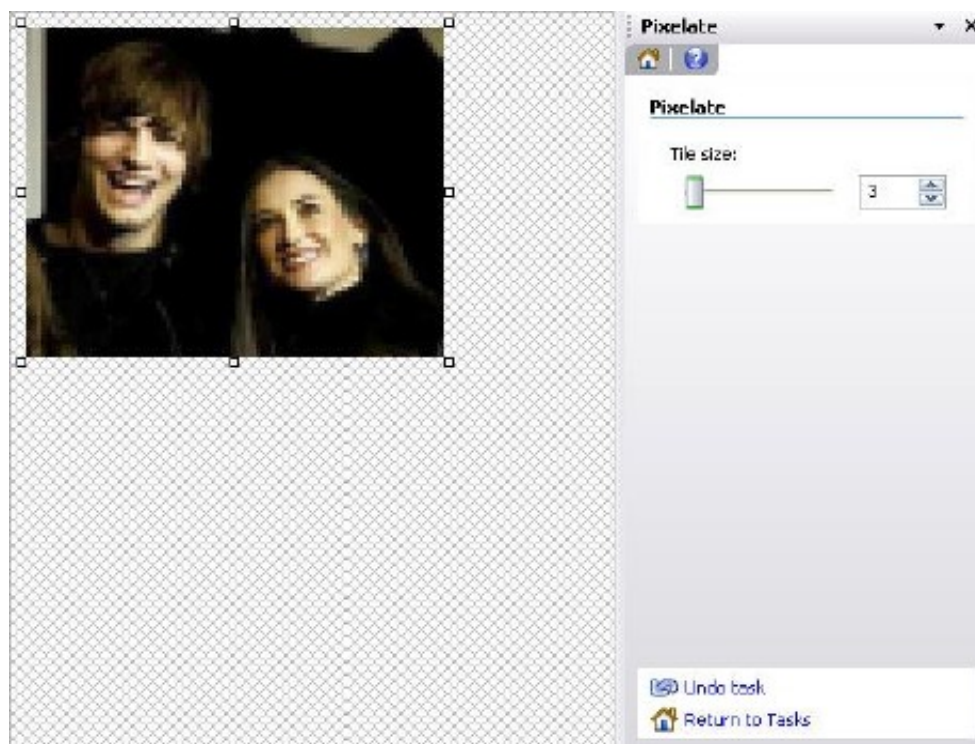 Pixelate
Pixelate
Tile size:
3
Undo task
Return to Tasks